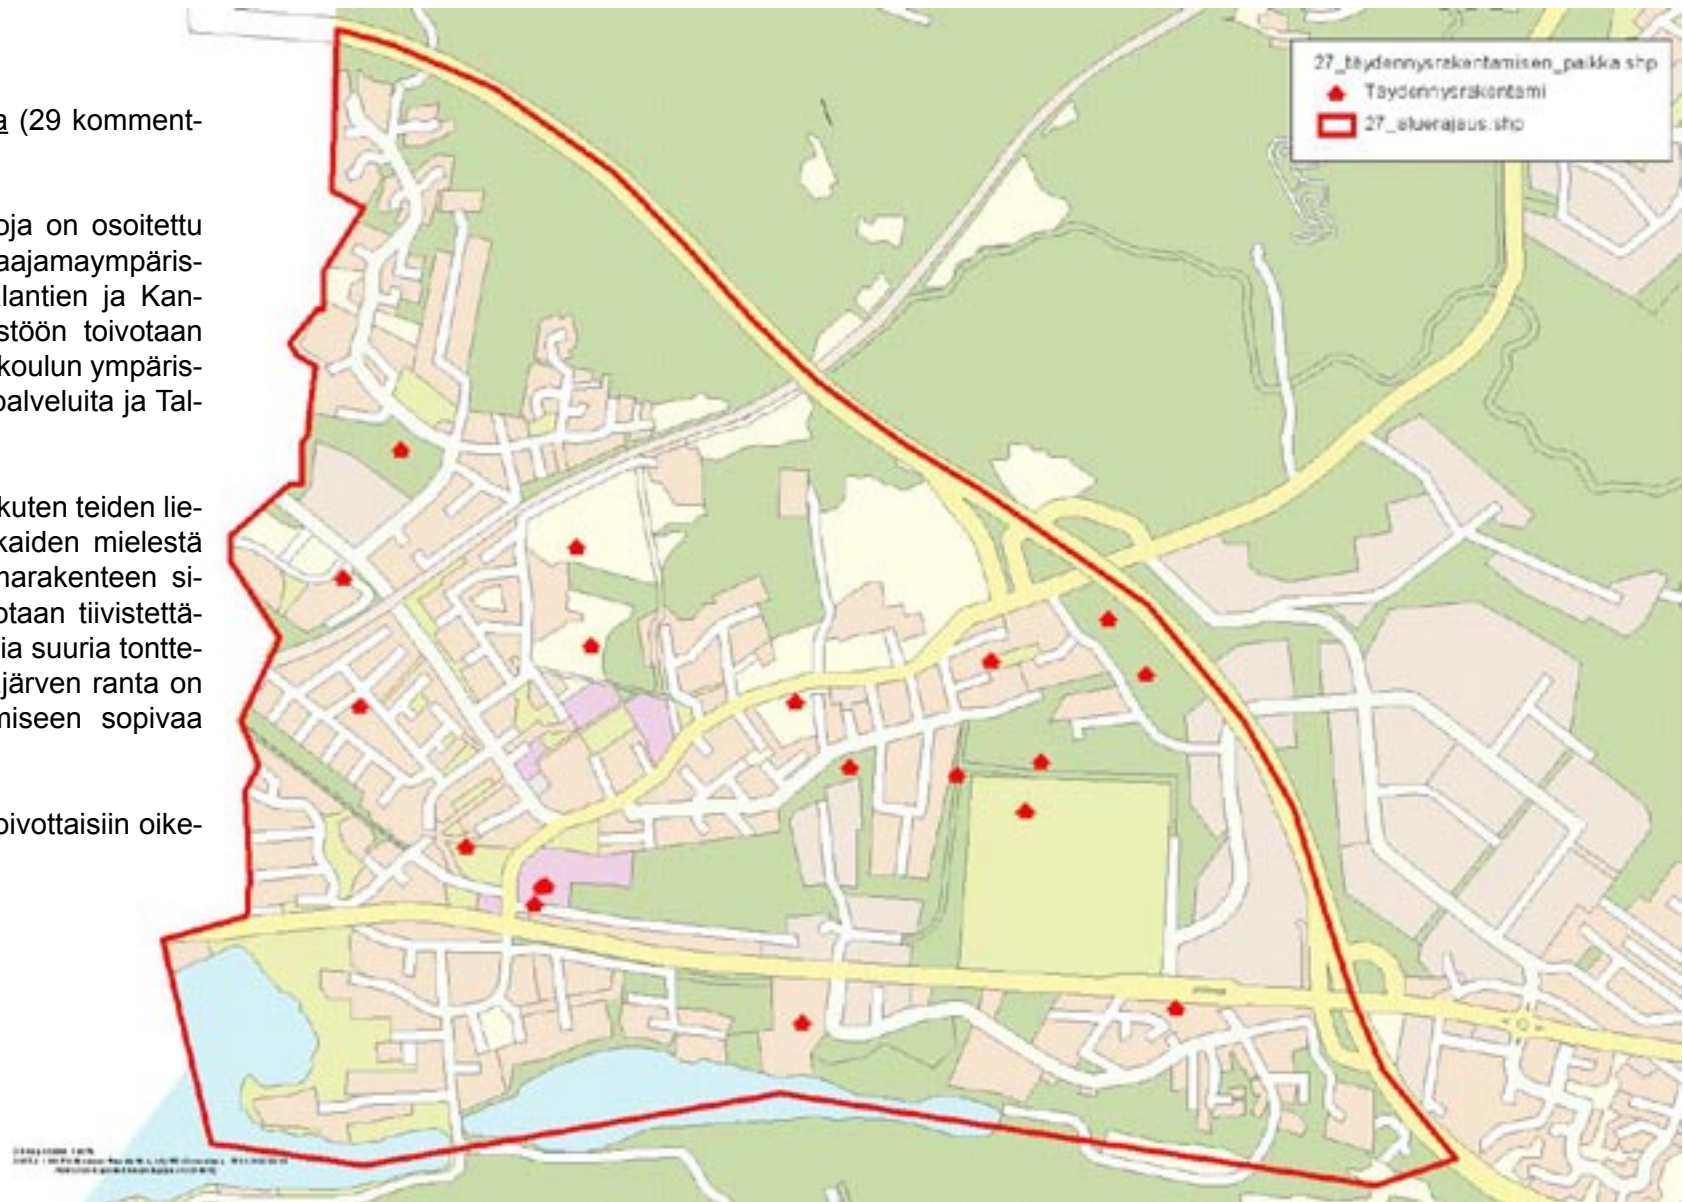 a (29 komment-
oja on osoitettu
aajamaympäris-
lantien ja Kan-
stöön toivotaan
koulun ympäris-
palveluita ja Tal-
kuten teiden lie-
kaiden mielestä
narakenteen si-
otaan tiivistettä-
ia suuria tontte-
järven ranta on
miseen sopivaa
oivottaisiin oike-
27_täydennysrakentamisen_paikka.shp
Täydennysrakentami
27_aluerajaus.shp